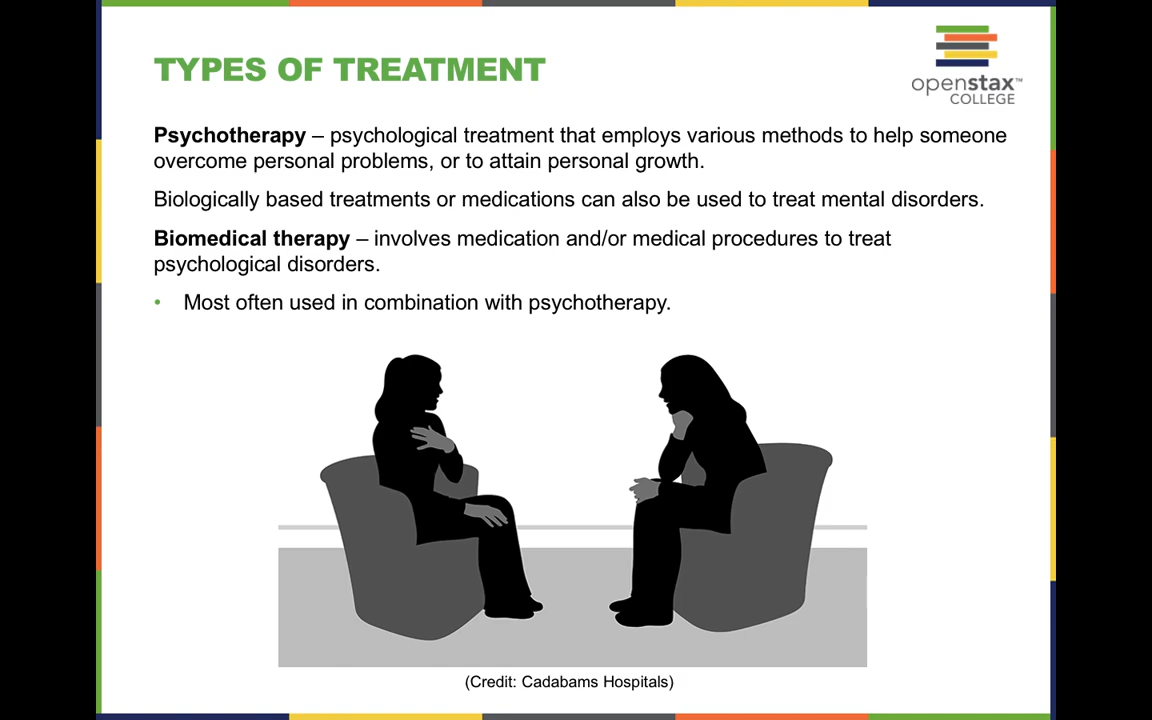 TYPES OF TREATMENT
openstax™
COLLEGE
Psychotherapy – psychological treatment that employs various methods to help someone
overcome personal problems, or to attain personal growth.
Biologically based treatments or medications can also be used to treat mental disorders.
Biomedical therapy – involves medication and/or medical procedures to treat
psychological disorders.
• Most often used in combination with psychotherapy.
(Credit: Cadabams Hospitals)